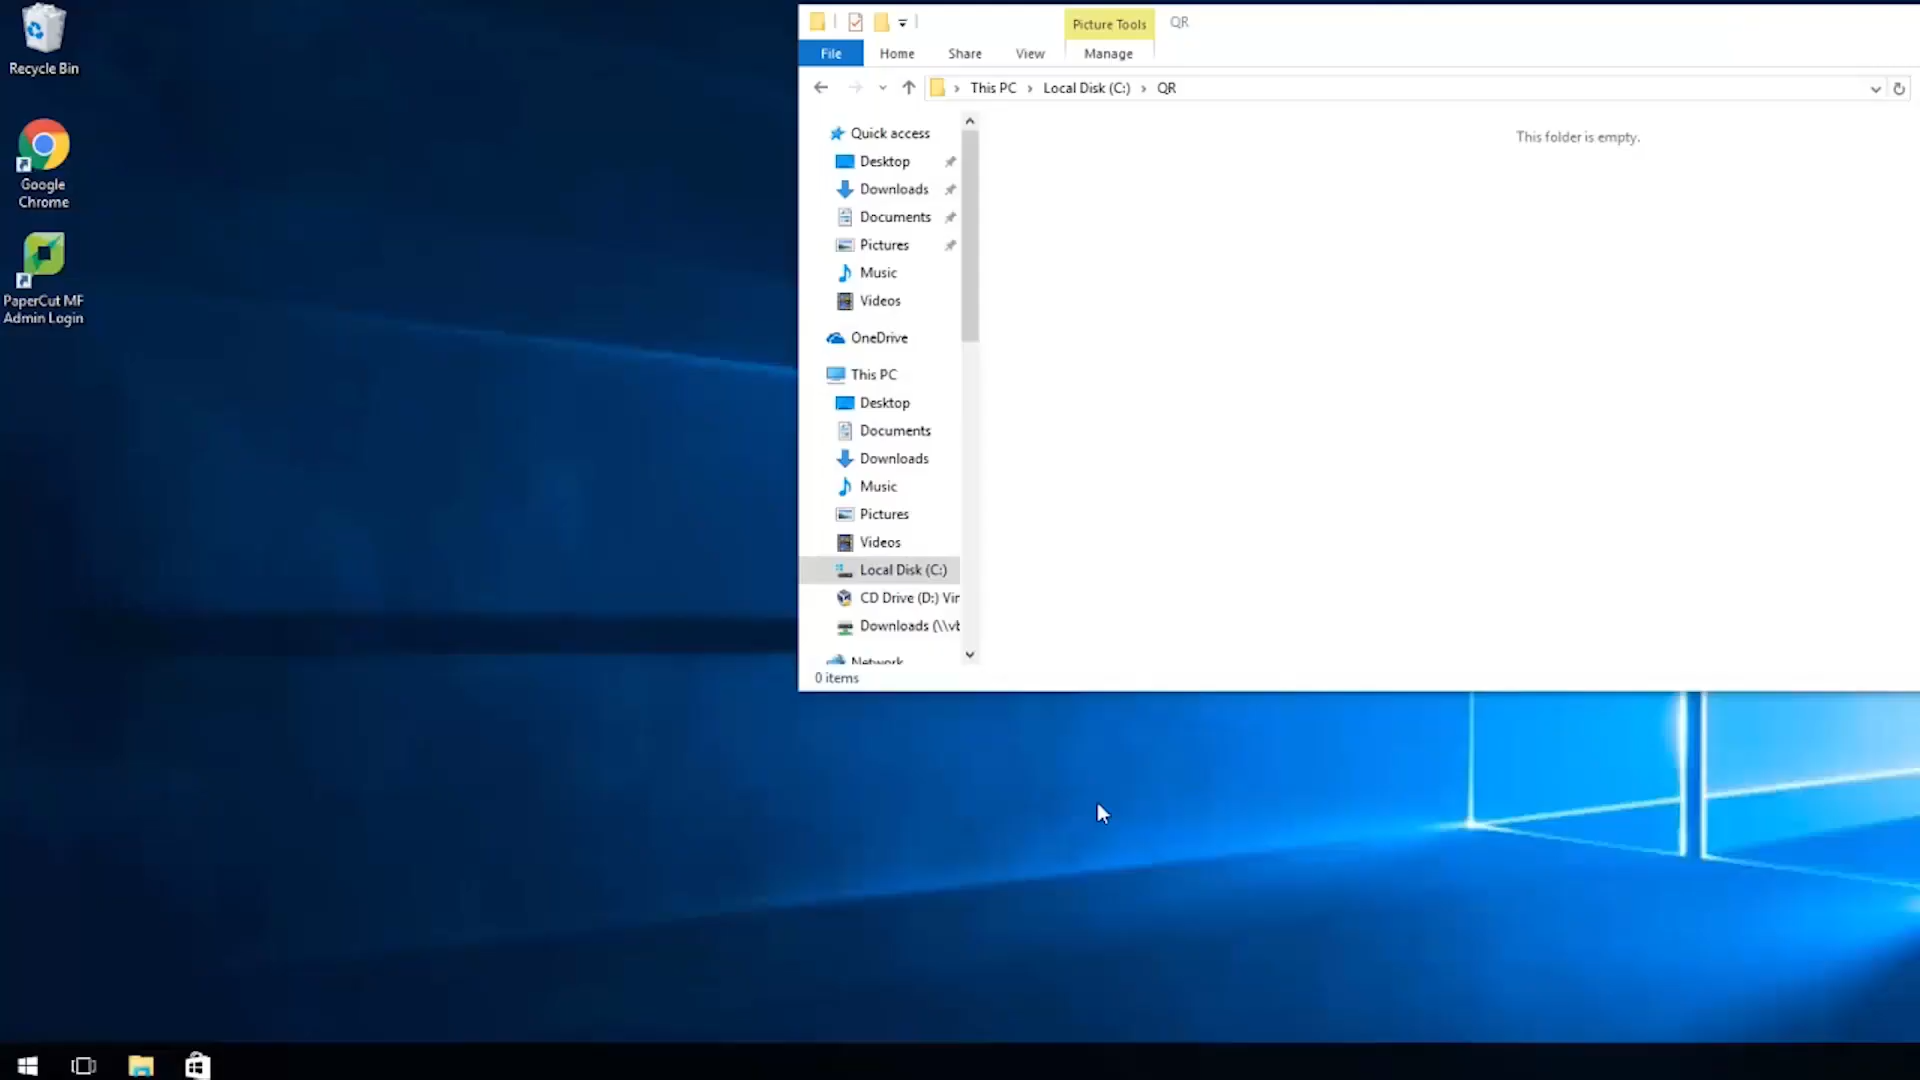 Recycle Bin
Google
Chrome
PaperCut MF
Admin Login
Picture Tools
QR
File
Home
Share
View
Manage
This PC
Local Disk (C:)
QR
Quick access
Desktop
Downloads
Documents
Pictures
Music
Videos
OneDrive
This PC
Desktop
Documents
Downloads
Music
Pictures
Videos
Local Disk (C:)
CD Drive (D:) Vir
Downloads (\\vb
Network
0 items
This folder is empty.